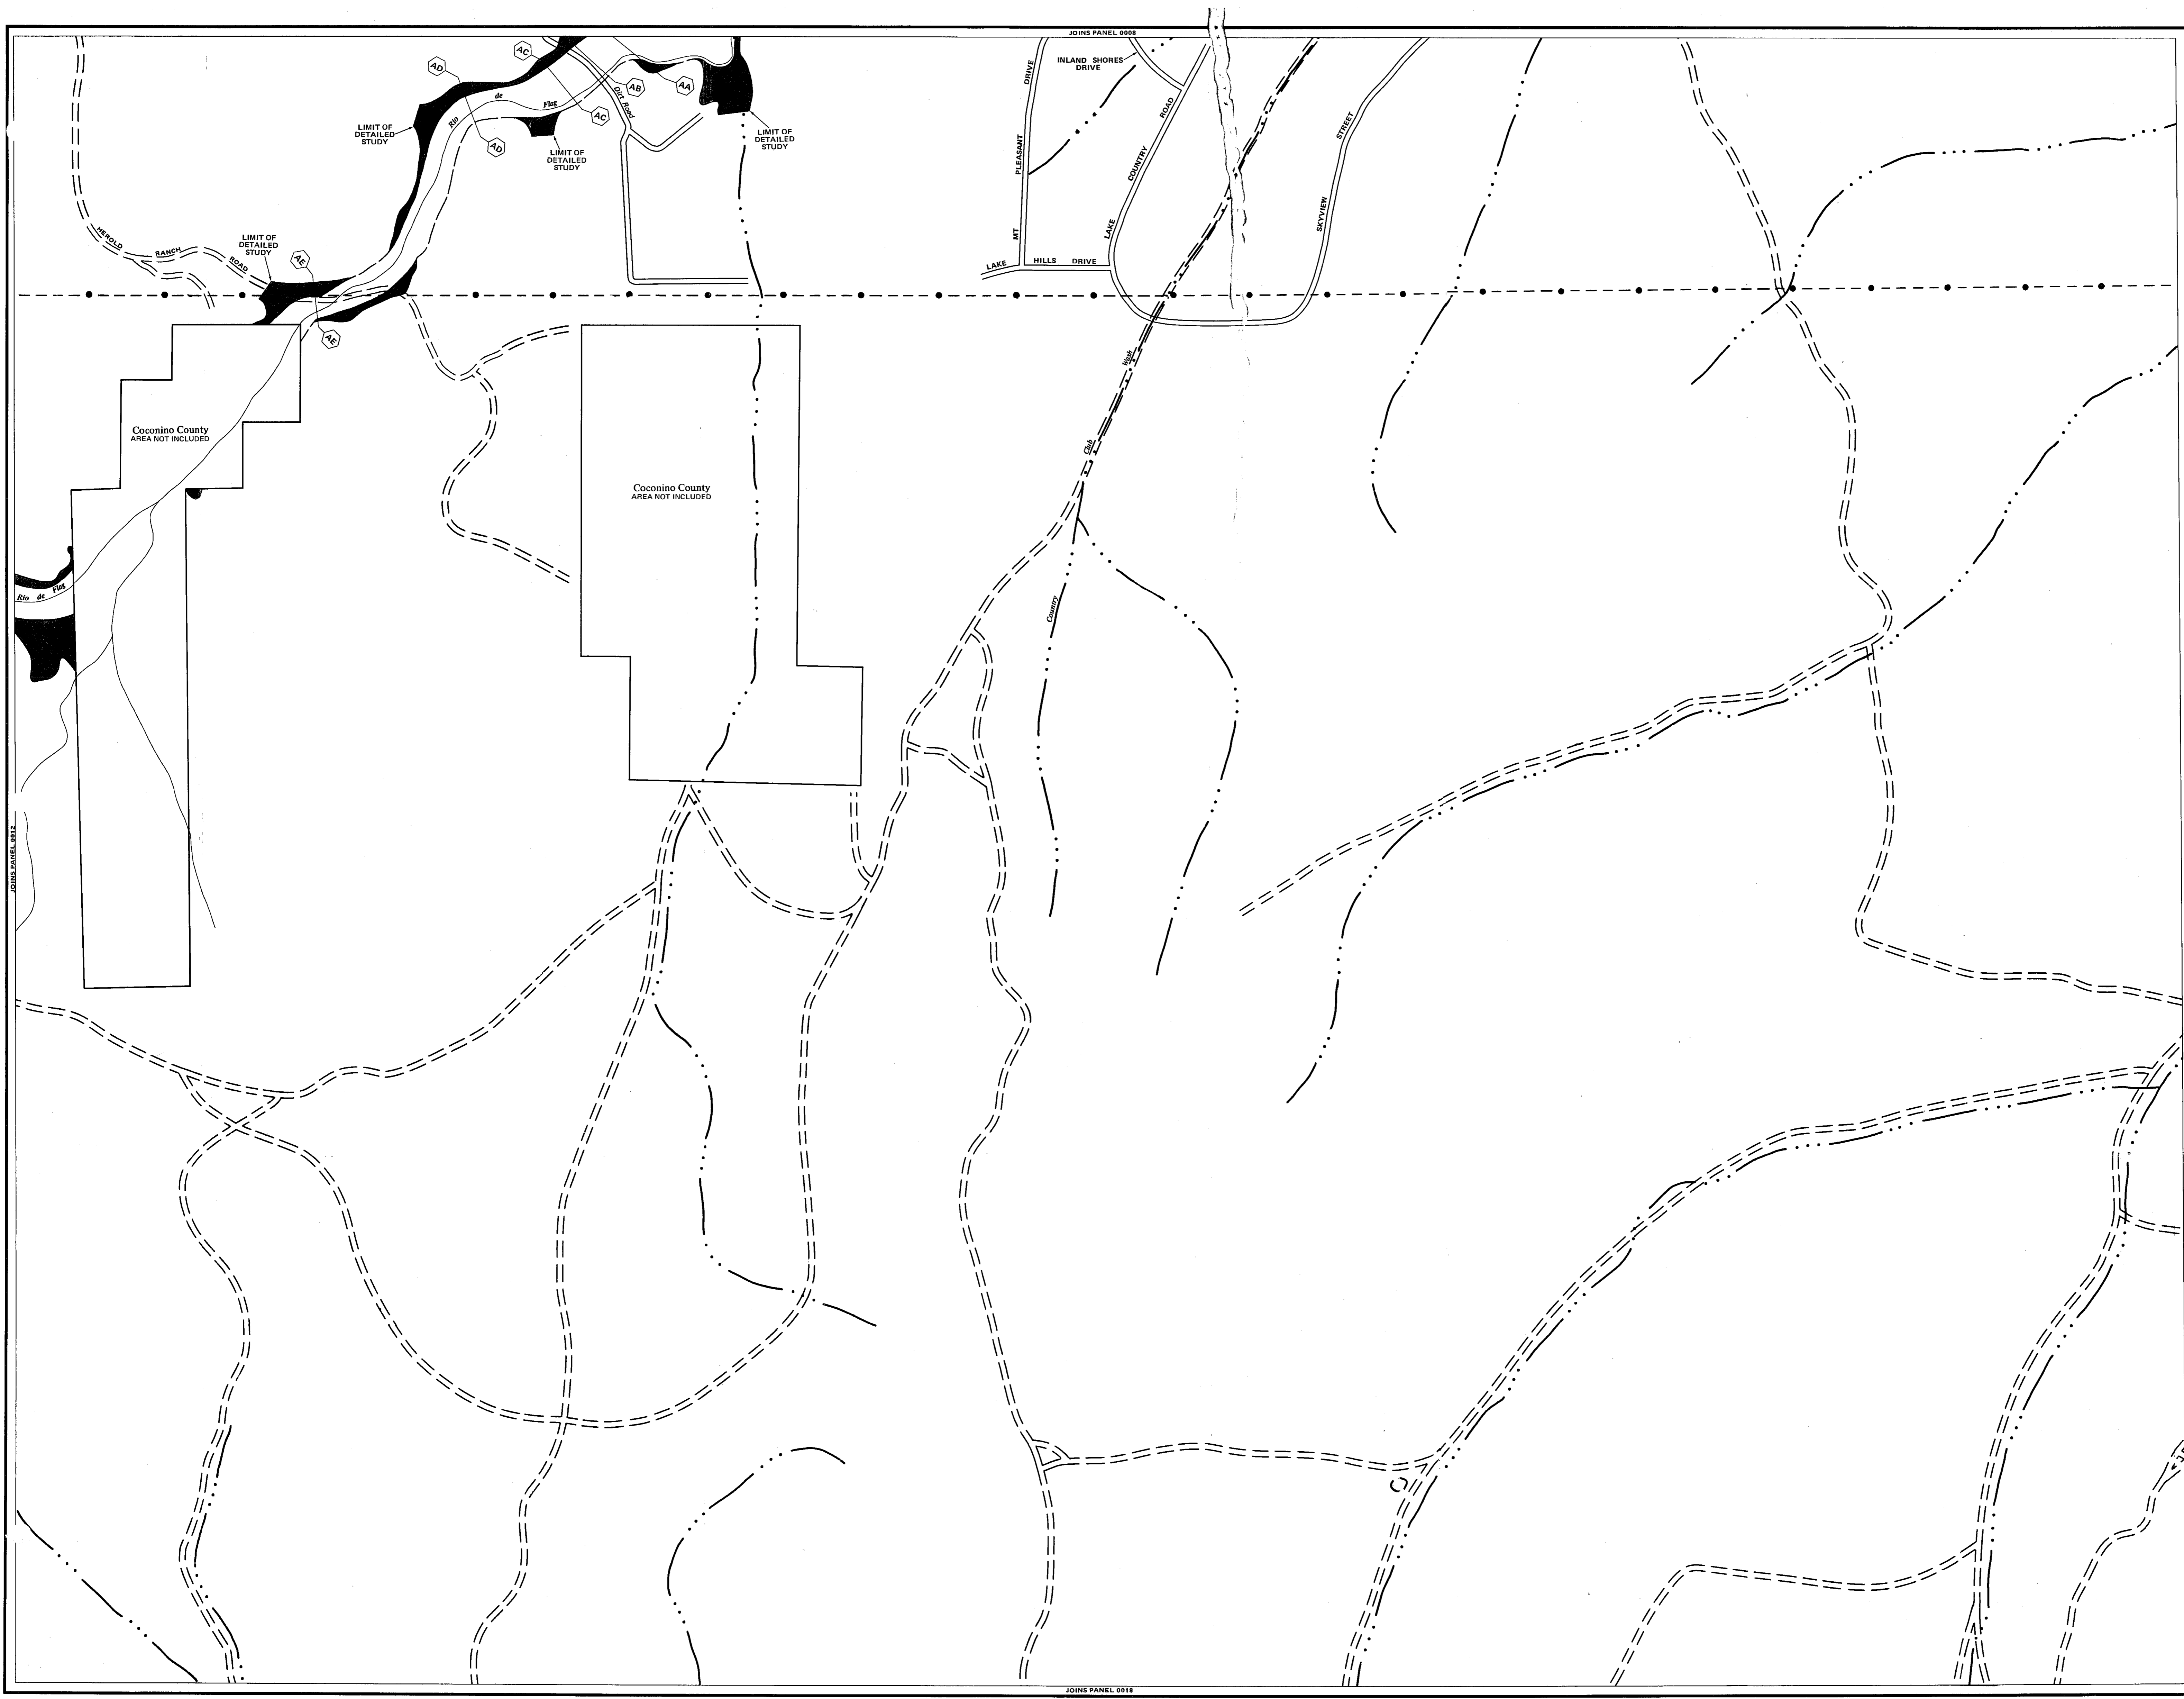 JOINS PANEL 0008
INLAND SHORES
DRIVE
AC
AD
AB
AA
AC
AD
Dirt Road
Rio de Flag
LIMIT OF
DETAILED
STUDY
LIMIT OF
DETAILED
STUDY
LIMIT OF
DETAILED
STUDY
MT PLEASANT DRIVE
LAKE COUNTRY ROAD
SKYVIEW STREET
HEROLD RANCH ROAD
LIMIT OF
DETAILED
STUDY
AE
AE
LAKE HILLS DRIVE
Country Club Wash
Coconino County
AREA NOT INCLUDED
Coconino County
AREA NOT INCLUDED
Rio de Flag
JOINS PANEL 0012
JOINS PANEL 0018